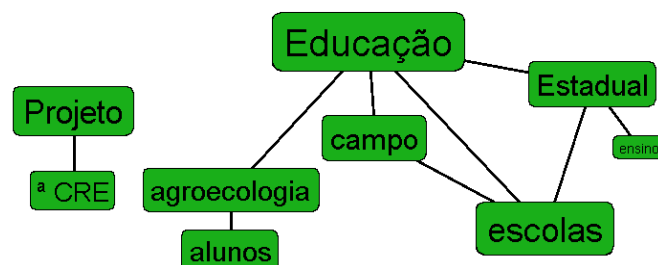 Educação
Estadual
Projeto
campo
ensino
ª CRE
agroecologia
escolas
alunos